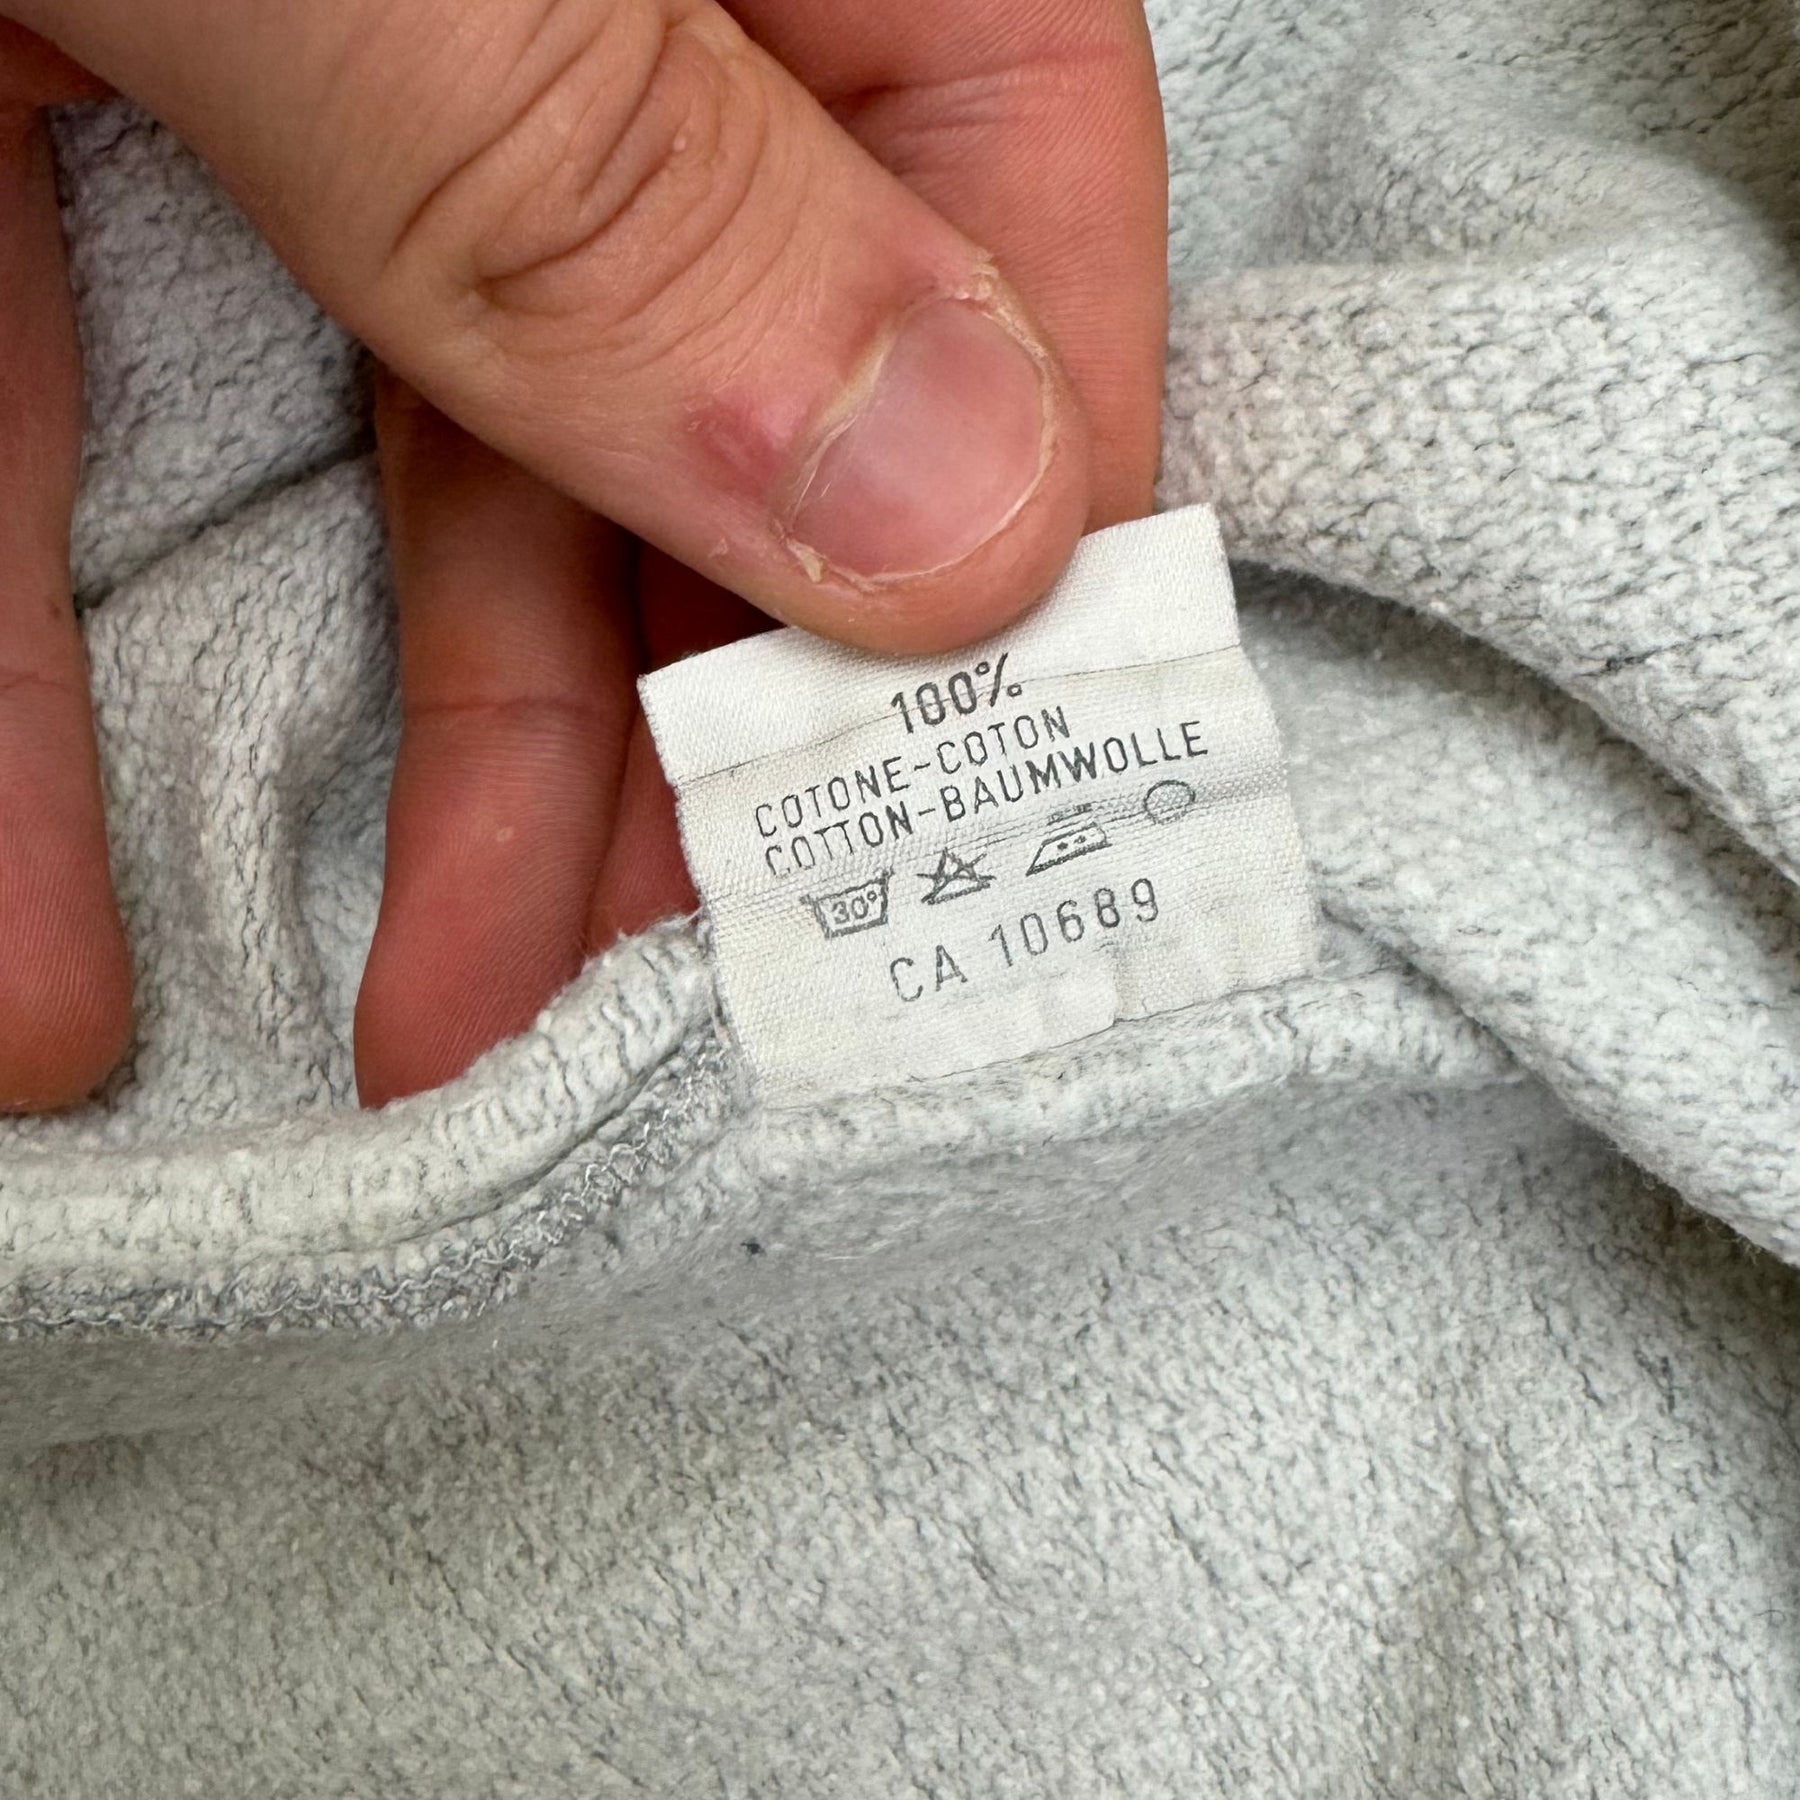 100%
COTONE-COTON
COTTON-BAUMWOLLE
30°
CA 10689